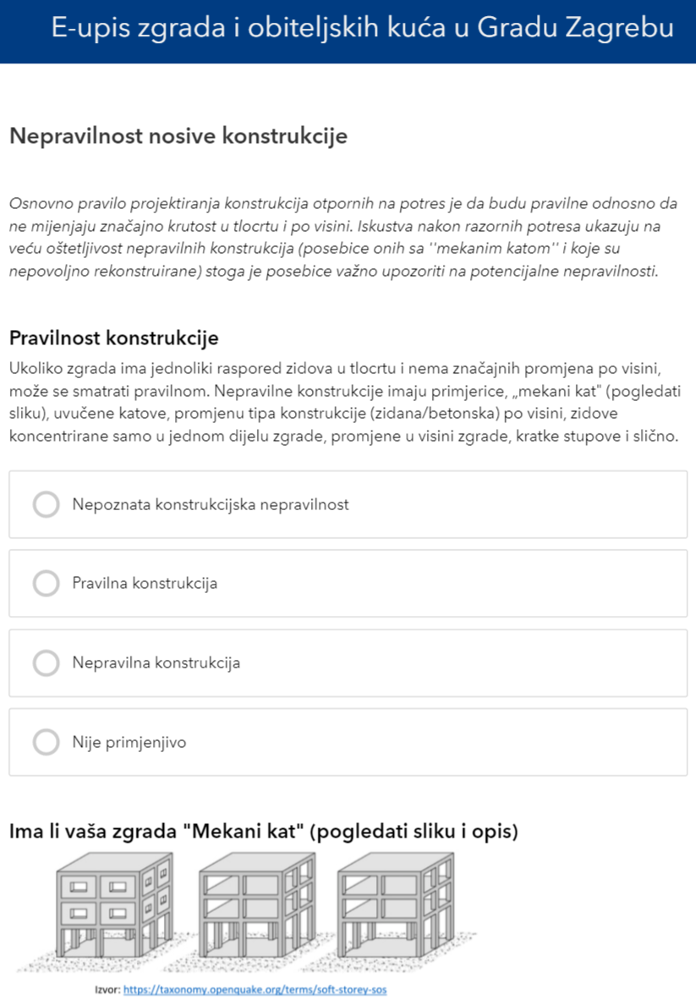 E-upis zgrada i obiteljskih kuća u Gradu Zagrebu
Nepravilnost nosive konstrukcije
Osnovno pravilo projektiranja konstrukcija otpornih na potres je da budu pravilne odnosno da
ne mijenjaju značajno krutost u tlocrtu i po visini. Iskustva nakon razornih potresa ukazuju na
veću oštetljivost nepravilnih konstrukcija (posebice onih sa ''mekanim katom'' i koje su
nepovoljno rekonstruirane) stoga je posebice važno upozoriti na potencijalne nepravilnosti.
Pravilnost konstrukcije
Ukoliko zgrada ima jednoliki raspored zidova u tlocrtu i nema značajnih promjena po visini,
može se smatrati pravilnom. Nepravilne konstrukcije imaju primjerice, „mekani kat" (pogledati
sliku), uvučene katove, promjenu tipa konstrukcije (zidana/betonska) po visini, zidove
koncentrirane samo u jednom dijelu zgrade, promjene u visini zgrade, kratke stupove i slično.
Nepoznata konstrukcijska nepravilnost
Pravilna konstrukcija
Nepravilna konstrukcija
Nije primjenjivo
Ima li vaša zgrada "Mekani kat" (pogledati sliku i opis)
Izvor: https://taxonomy.openquake.org/terms/soft-storey-sos